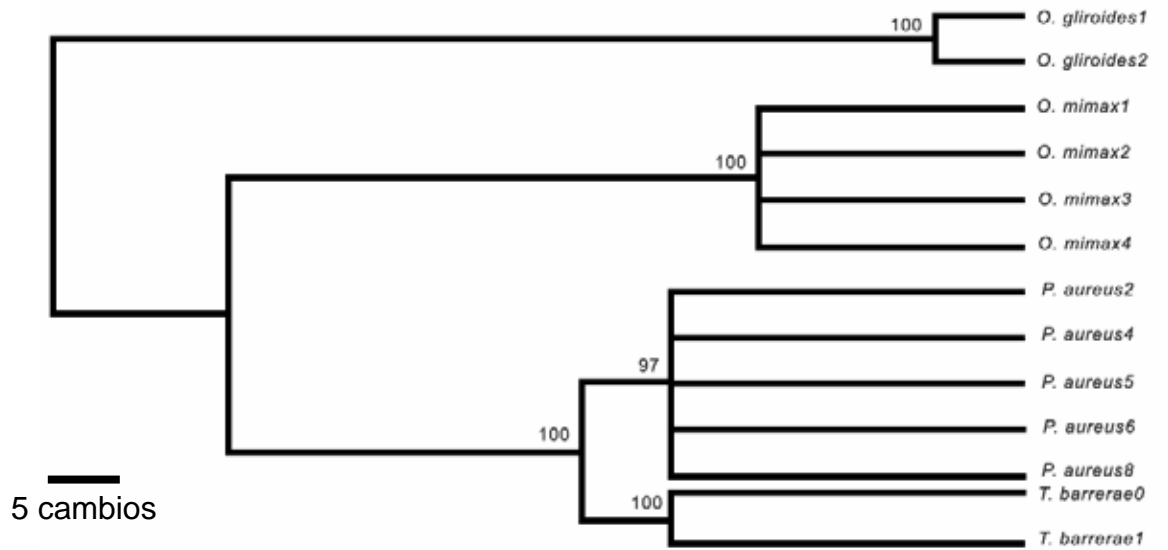 O. gliroides1
100
O. gliroides2
O. mimax1
O. mimax2
100
O. mimax3
O. mimax4
P. aureus2
P. aureus4
97
P. aureus5
P. aureus6
100
P. aureus8
T. barrerae0
100
5 cambios
T. barrerae1